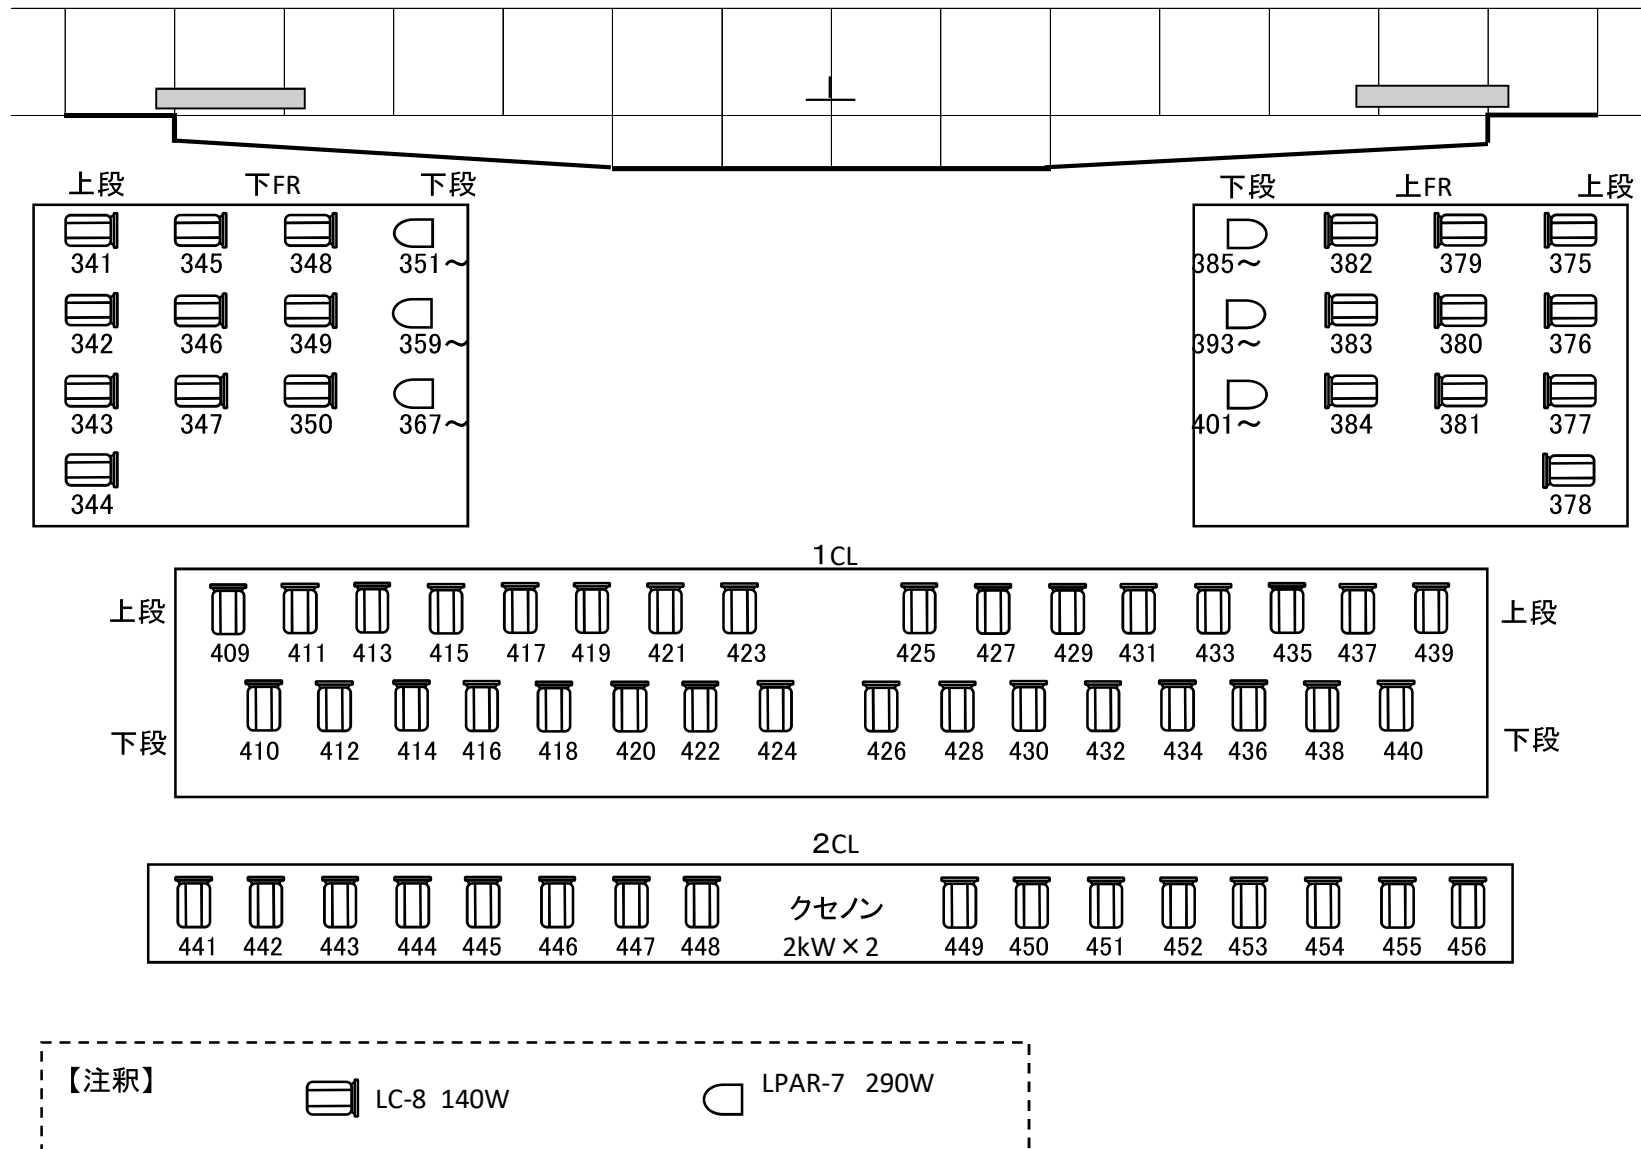 上段 下FR 下段 下段 上FR 上段
341 345 348 351～ 385～ 382 379 375
342 346 349 359～ 393～ 383 380 376
343 347 350 367～ 401～ 384 381 377
344 378
1CL
上段 上段
409 411 413 415 417 419 421 423 425 427 429 431 433 435 437 439
下段 下段
410 412 414 416 418 420 422 424 426 428 430 432 434 436 438 440
2CL
クセノン
441 442 443 444 445 446 447 448 2kW×2 449 450 451 452 453 454 455 456
【注釈】 LC-8 140W LPAR-7 290W